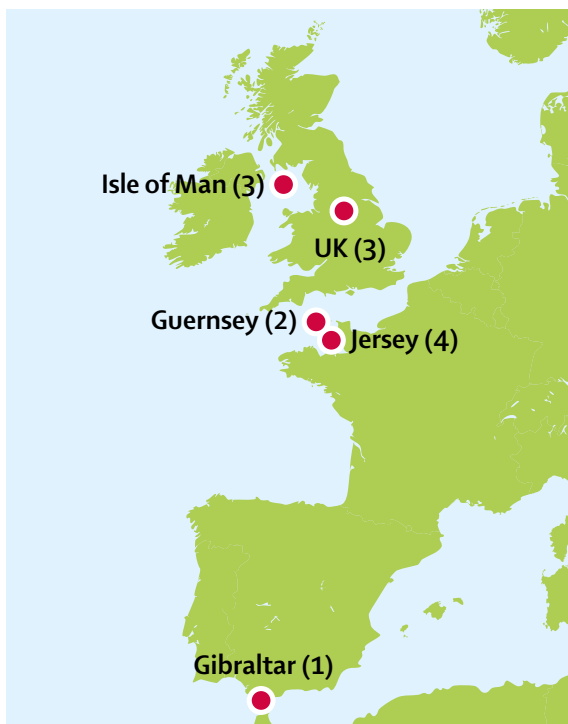 Isle of Man (3)
UK (3)
Guernsey (2)
Jersey (4)
Gibraltar (1)